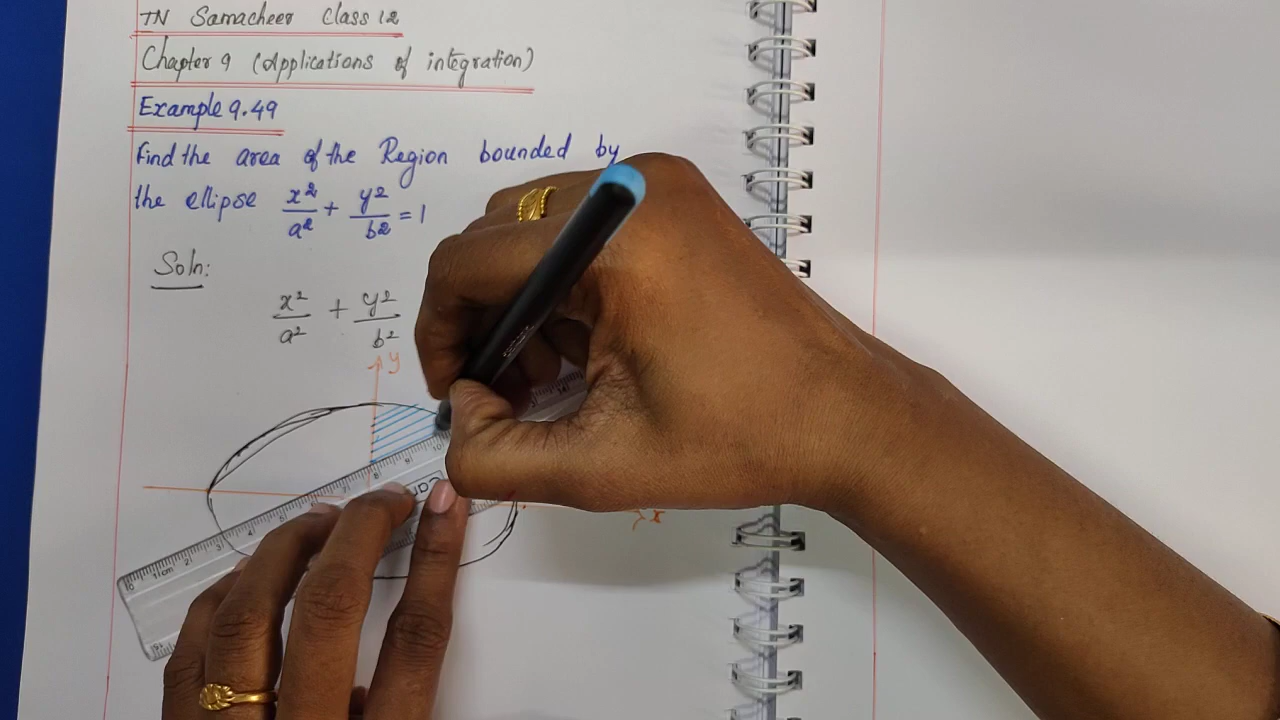 TN Samacheer Class 12
Chapter 9 (Applications of integration)
Example 9.49
Find the area of the Region bounded by
the ellipse x²/a² + y²/b² = 1
Soln:
x²/a² + y²/b²
y
x